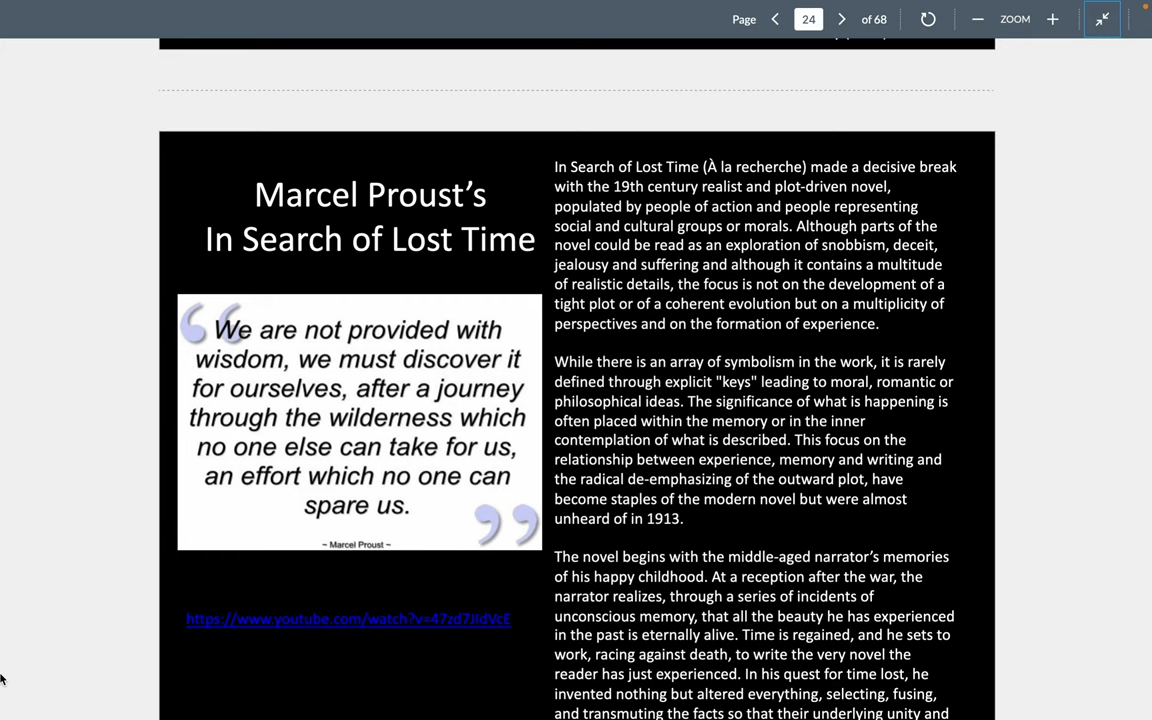 Page 24 of 68 ZOOM
Marcel Proust’s
In Search of Lost Time
We are not provided with
wisdom, we must discover it
for ourselves, after a journey
through the wilderness which
no one else can take for us,
an effort which no one can
spare us.
~ Marcel Proust ~
https://www.youtube.com/watch?v=47zd7JIdVcE
In Search of Lost Time (À la recherche) made a decisive break
with the 19th century realist and plot-driven novel,
populated by people of action and people representing
social and cultural groups or morals. Although parts of the
novel could be read as an exploration of snobbism, deceit,
jealousy and suffering and although it contains a multitude
of realistic details, the focus is not on the development of a
tight plot or of a coherent evolution but on a multiplicity of
perspectives and on the formation of experience.
While there is an array of symbolism in the work, it is rarely
defined through explicit "keys" leading to moral, romantic or
philosophical ideas. The significance of what is happening is
often placed within the memory or in the inner
contemplation of what is described. This focus on the
relationship between experience, memory and writing and
the radical de-emphasizing of the outward plot, have
become staples of the modern novel but were almost
unheard of in 1913.
The novel begins with the middle-aged narrator’s memories
of his happy childhood. At a reception after the war, the
narrator realizes, through a series of incidents of
unconscious memory, that all the beauty he has experienced
in the past is eternally alive. Time is regained, and he sets to
work, racing against death, to write the very novel the
reader has just experienced. In his quest for time lost, he
invented nothing but altered everything, selecting, fusing,
and transmuting the facts so that their underlying unity and